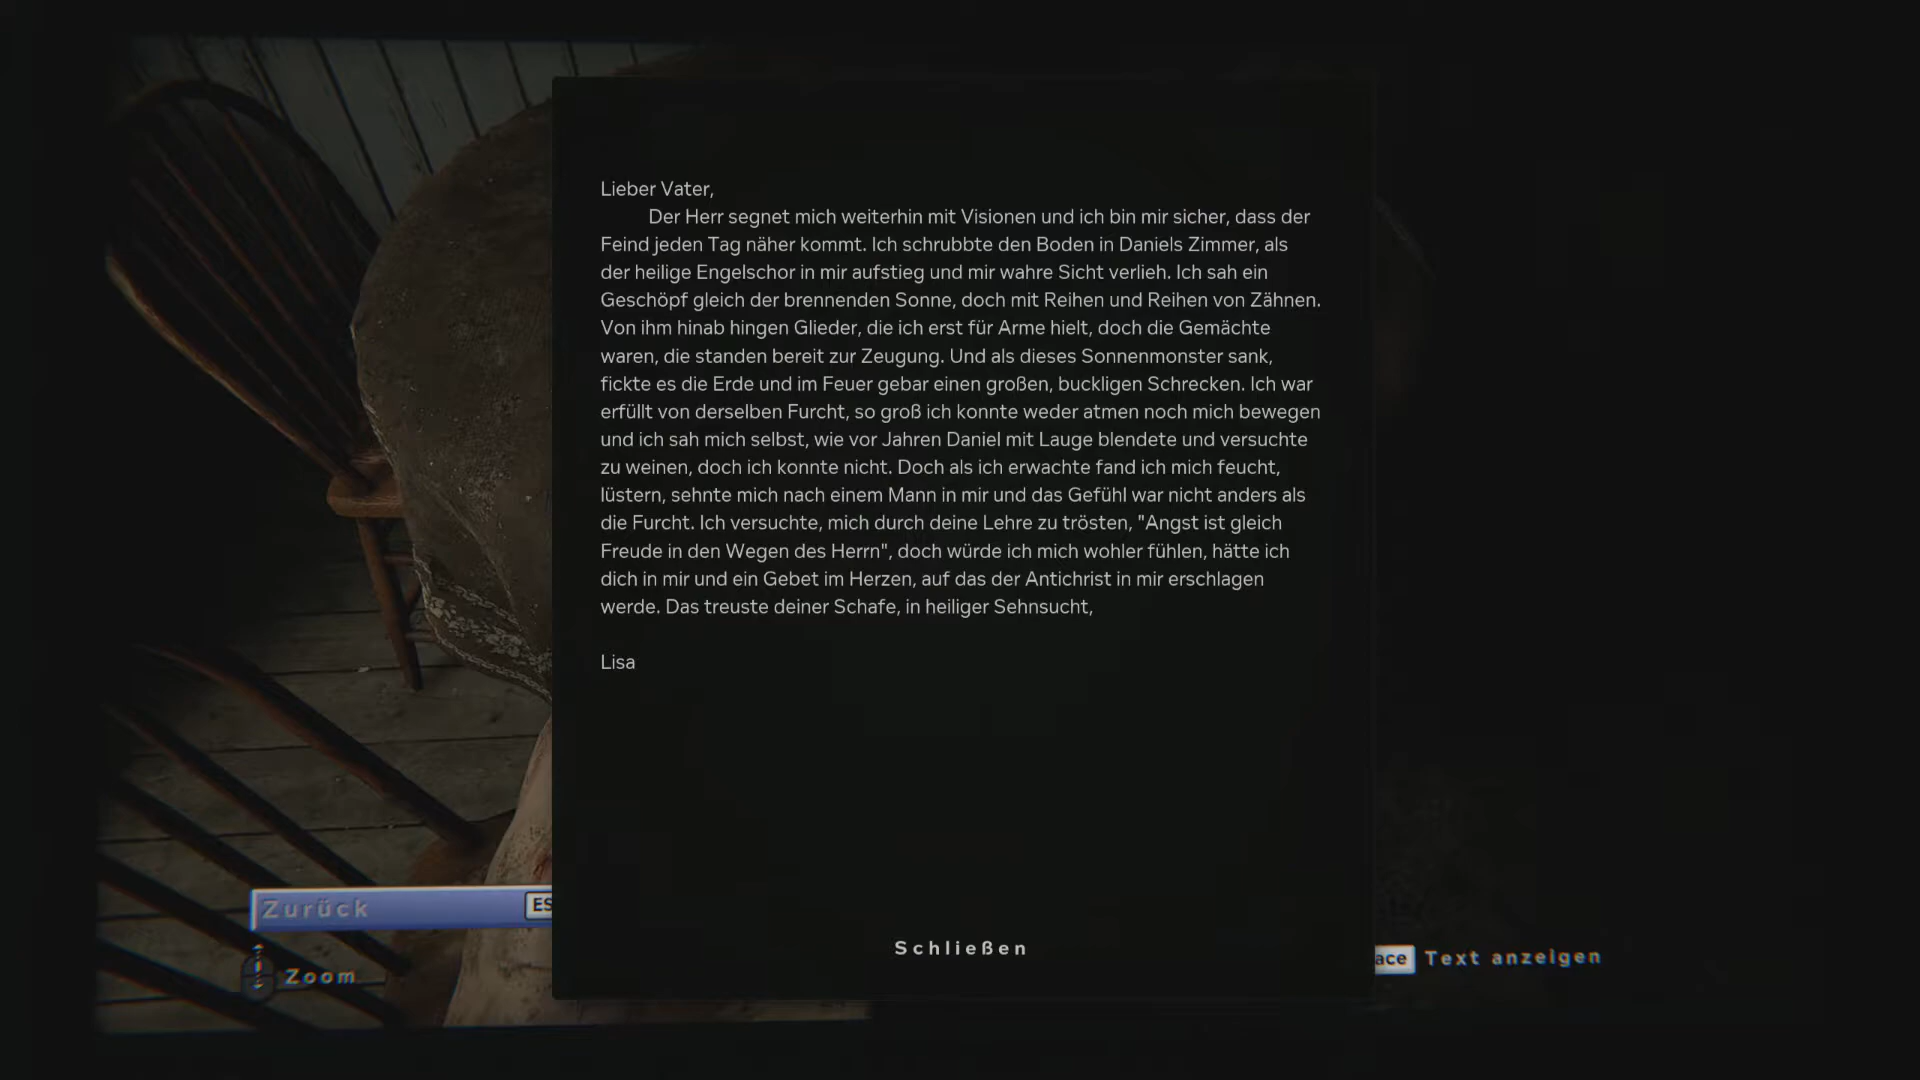 Lieber Vater,
Der Herr segnet mich weiterhin mit Visionen und ich bin mir sicher, dass der
Feind jeden Tag näher kommt. Ich schrubbte den Boden in Daniels Zimmer, als
der heilige Engelschor in mir aufstieg und mir wahre Sicht verlieh. Ich sah ein
Geschöpf gleich der brennenden Sonne, doch mit Reihen und Reihen von Zähnen.
Von ihm hinab hingen Glieder, die ich erst für Arme hielt, doch die Gemächte
waren, die standen bereit zur Zeugung. Und als dieses Sonnenmonster sank,
fickte es die Erde und im Feuer gebar einen großen, buckligen Schrecken. Ich war
erfüllt von derselben Furcht, so groß ich konnte weder atmen noch mich bewegen
und ich sah mich selbst, wie vor Jahren Daniel mit Lauge blendete und versuchte
zu weinen, doch ich konnte nicht. Doch als ich erwachte fand ich mich feucht,
lüstern, sehnte mich nach einem Mann in mir und das Gefühl war nicht anders als
die Furcht. Ich versuchte, mich durch deine Lehre zu trösten, "Angst ist gleich
Freude in den Wegen des Herrn", doch würde ich mich wohler fühlen, hätte ich
dich in mir und ein Gebet im Herzen, auf das der Antichrist in mir erschlagen
werde. Das treuste deiner Schafe, in heiliger Sehnsucht,
Lisa
Zurück ES
Schließen
ace Text anzeigen
Zoom